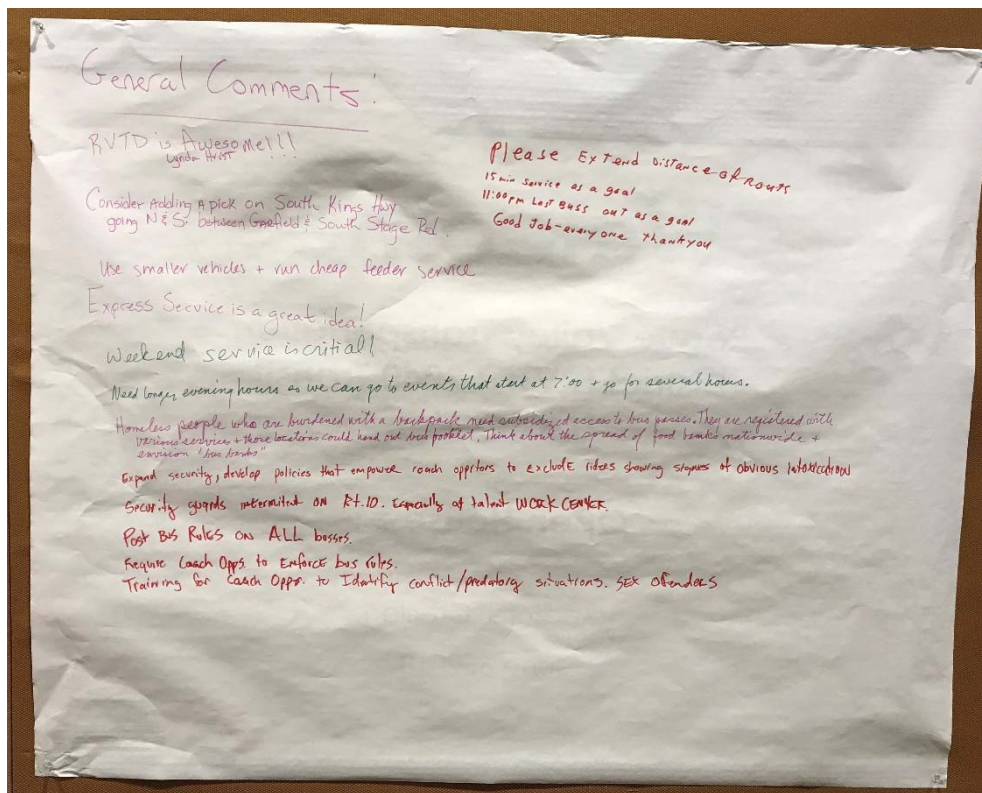 General Comments:
RVTD is Awesome!!!
Lynda Hrist
Consider Adding A pick on South Kings Hwy
going N & S. between Garfield & South Stage Rd.
Use smaller vehicles + run cheap feeder service
Express Service is a great idea!
Weekend service is critial!
Need longer evening hours so we can go to events that start at 7:00 + go for several hours.
Homeless people who are burdened with a backpack need subsidized access to bus passes. They are registered with
various services + those locations could hand out bus booklet. Think about the spread of food banks nationwide +
envision "bus banks"
Expand security, develop policies that empower coach opprtors to exclude riders showing signes of obvious intoxication
Security guards intermitent on Rt.10. Especially at talent WORK CENTER.
Post Bus Rules on ALL busses.
Require Coach Opps. to Enforce bus rules.
Training for Coach Oppr. to Identify conflict/predatory situations. SEX Ofenders
Please Extend Distance of Routs
15 min Service as a goal
11:00 pm Last Buss out as a goal
Good Job - everyone thankyou